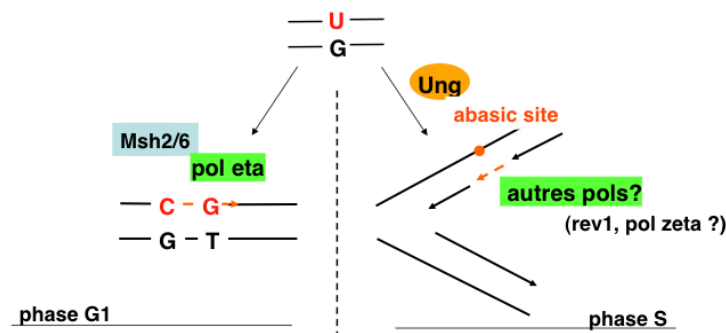 U
G
Ung
abasic site
Msh2/6
pol eta
autres pols?
(rev1, pol zeta ?)
C – G
G – T
phase G1
phase S